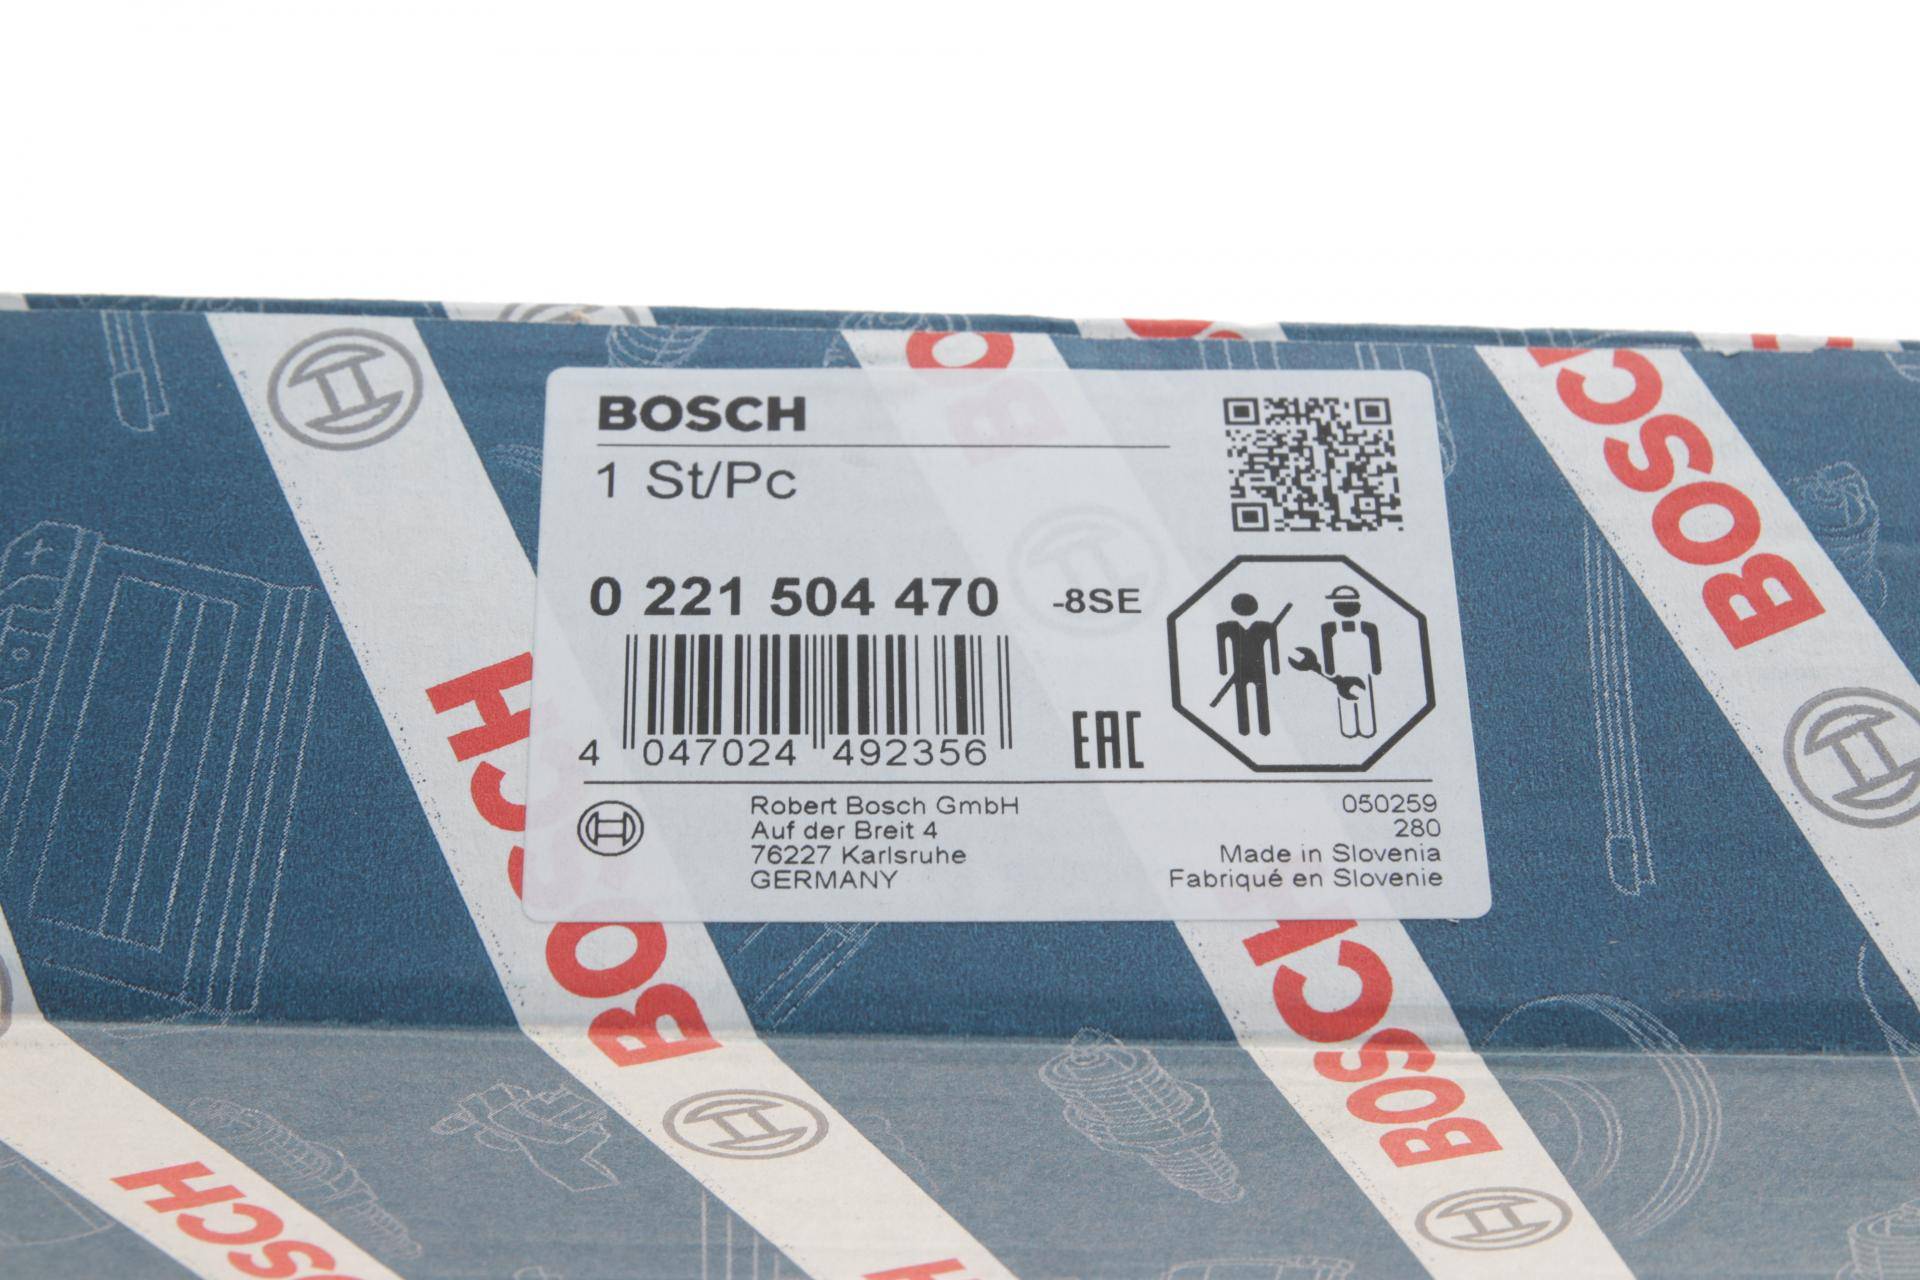 BOSCH
1 St/Pc
0 221 504 470 -8SE
4 047024 492356
EAC
Robert Bosch GmbH
Auf der Breit 4
76227 Karlsruhe
GERMANY
050259
280
Made in Slovenia
Fabriqué en Slovenie
BOSCH
BOSCH
BOSCH
BOSCH
BOSCH